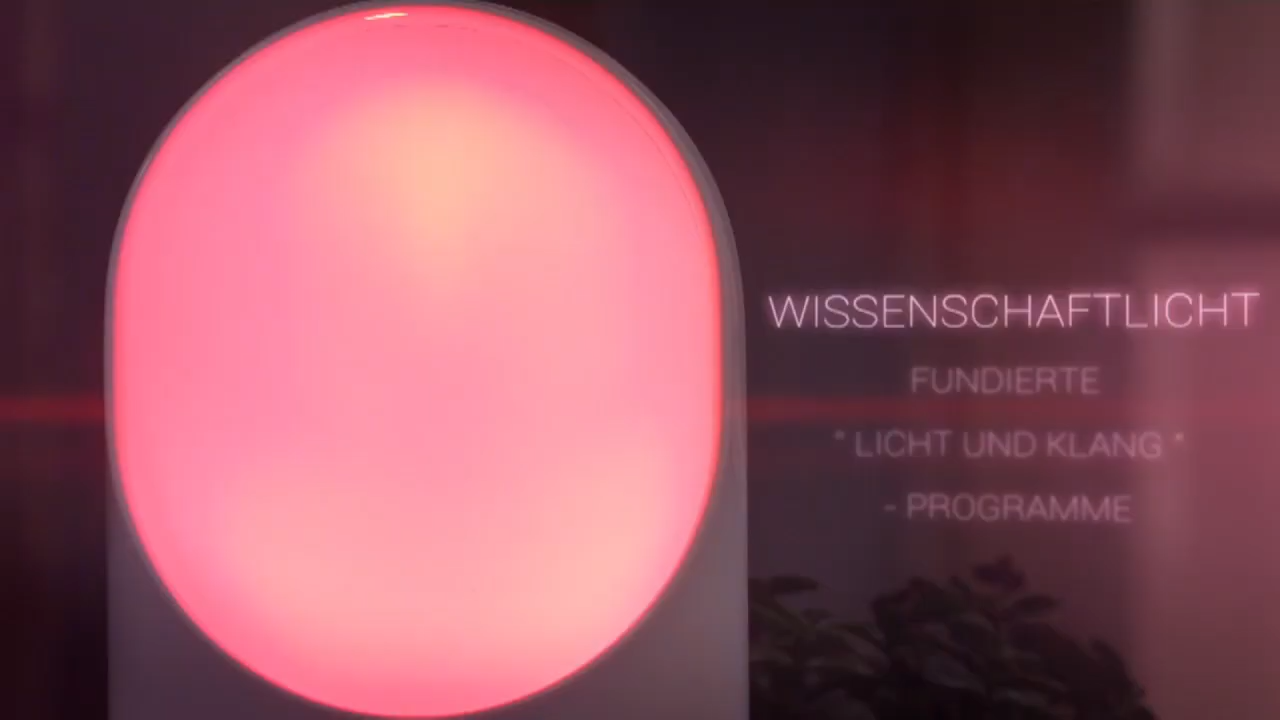 WISSENSCHAFTLICHT
FUNDIERTE
" LICHT UND KLANG "
- PROGRAMME